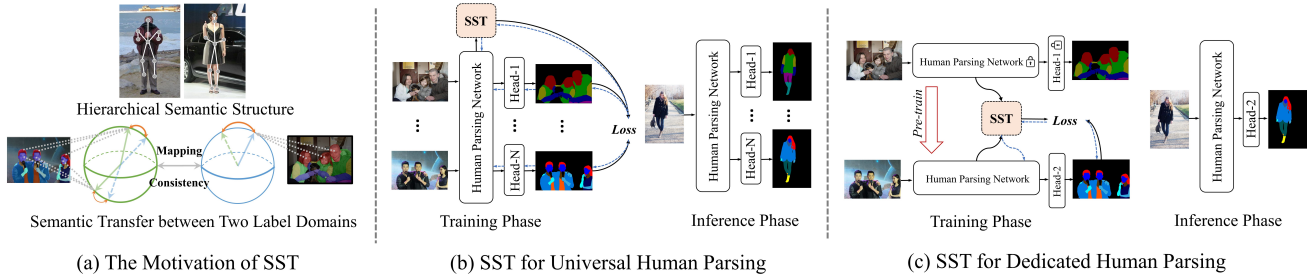 Hierarchical Semantic Structure
Mapping
Consistency
Semantic Transfer between Two Label Domains
(a) The Motivation of SST
SST
Human Parsing Network
Head-1
...
...
...
Head-N
Loss
Training Phase
Human Parsing Network
Head-1
...
...
Head-N
Inference Phase
(b) SST for Universal Human Parsing
Human Parsing Network
Head-1
Pre-train
SST
Loss
Human Parsing Network
Head-2
Training Phase
Human Parsing Network
Head-2
Inference Phase
(c) SST for Dedicated Human Parsing